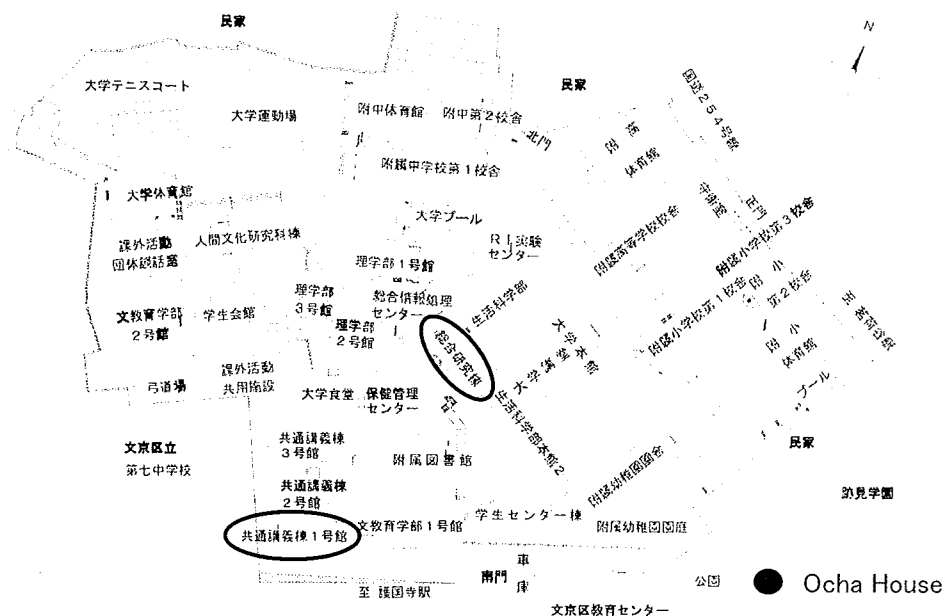 民家
N
大学テニスコート
大学運動場
附中体育館
附中第2校舎
民家
国道254号線
北門
附高
体育館
附属中学校第1校舎
守衛室
正門
大学体育館
大学プール
附属小学校第3校舎
課外活動
団体談話室
人間文化研究科棟
RI実験
センター
附属高等学校校舎
附小
第2校舎
理学部1号館
附属小学校第1校舎
至 茗荷谷駅
文教育学部
2号館
学生会館
理学部
3号館
総合情報処理
センター
生活科学部
理学部
2号館
総合研究棟
大学本館
大学講堂
附小
体育館
弓道場
課外活動
共用施設
大学食堂
保健管理
センター
生活科学部本館2
プール
文京区立
第七中学校
共通講義棟
3号館
附属図書館
民家
共通講義棟
2号館
附属幼稚園園舎
跡見学園
共通講義棟1号館
文教育学部1号館
学生センター棟
附属幼稚園園庭
至 護国寺駅
南門
車庫
公園
Ocha House
文京区教育センター